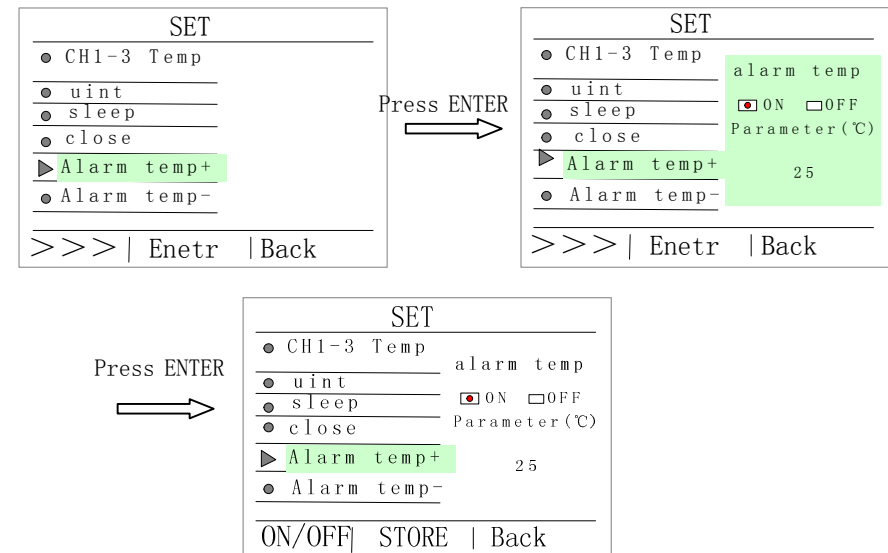 SET
CH1-3 Temp
uint
sleep
close
Alarm temp+
Alarm temp-
>>>| Enetr |Back
Press ENTER
SET
CH1-3 Temp
uint
sleep
close
Alarm temp+
Alarm temp-
alarm temp
ON OFF
Parameter(℃)
25
>>>| Enetr |Back
Press ENTER
SET
CH1-3 Temp
uint
sleep
close
Alarm temp+
Alarm temp-
alarm temp
ON OFF
Parameter(℃)
25
ON/OFF| STORE | Back